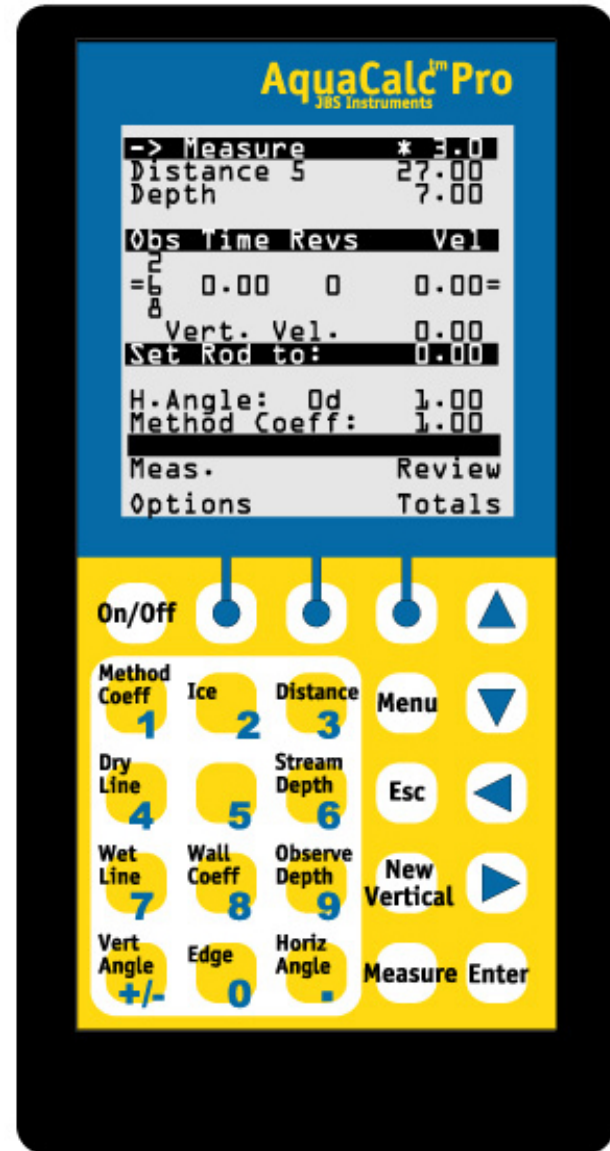 AquaCalc™Pro
JBS Instruments
-> Measure * 3.0
Distance 5 27.00
Depth 7.00
Obs Time Revs Vel
2
=6 0.00 0 0.00=
8
Vert. Vel. 0.00
Set Rod to: 0.00
H.Angle: 0d 1.00
Method Coeff: 1.00
Meas. Review
Options Totals
On/Off
Method Coeff 1
Ice 2
Distance 3
Menu
Dry Line 4
5
Stream Depth 6
Esc
Wet Line 7
Wall Coeff 8
Observe Depth 9
New Vertical
Vert Angle +/-
Edge 0
Horiz Angle .
Measure
Enter